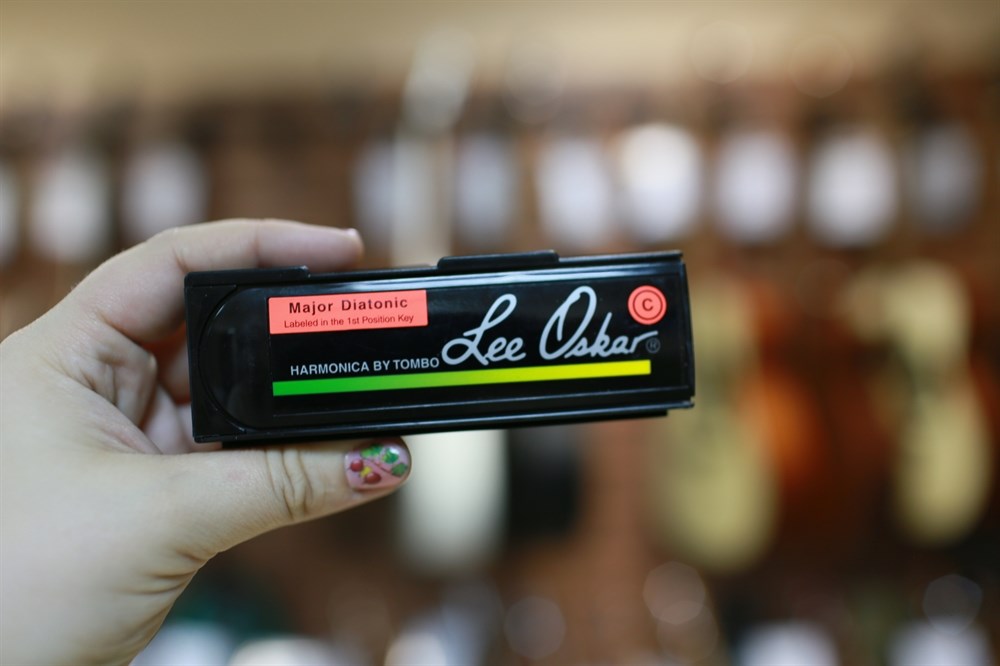 Major Diatonic
Labeled in the 1st Position Key
C
Lee Oskar®
HARMONICA BY TOMBO